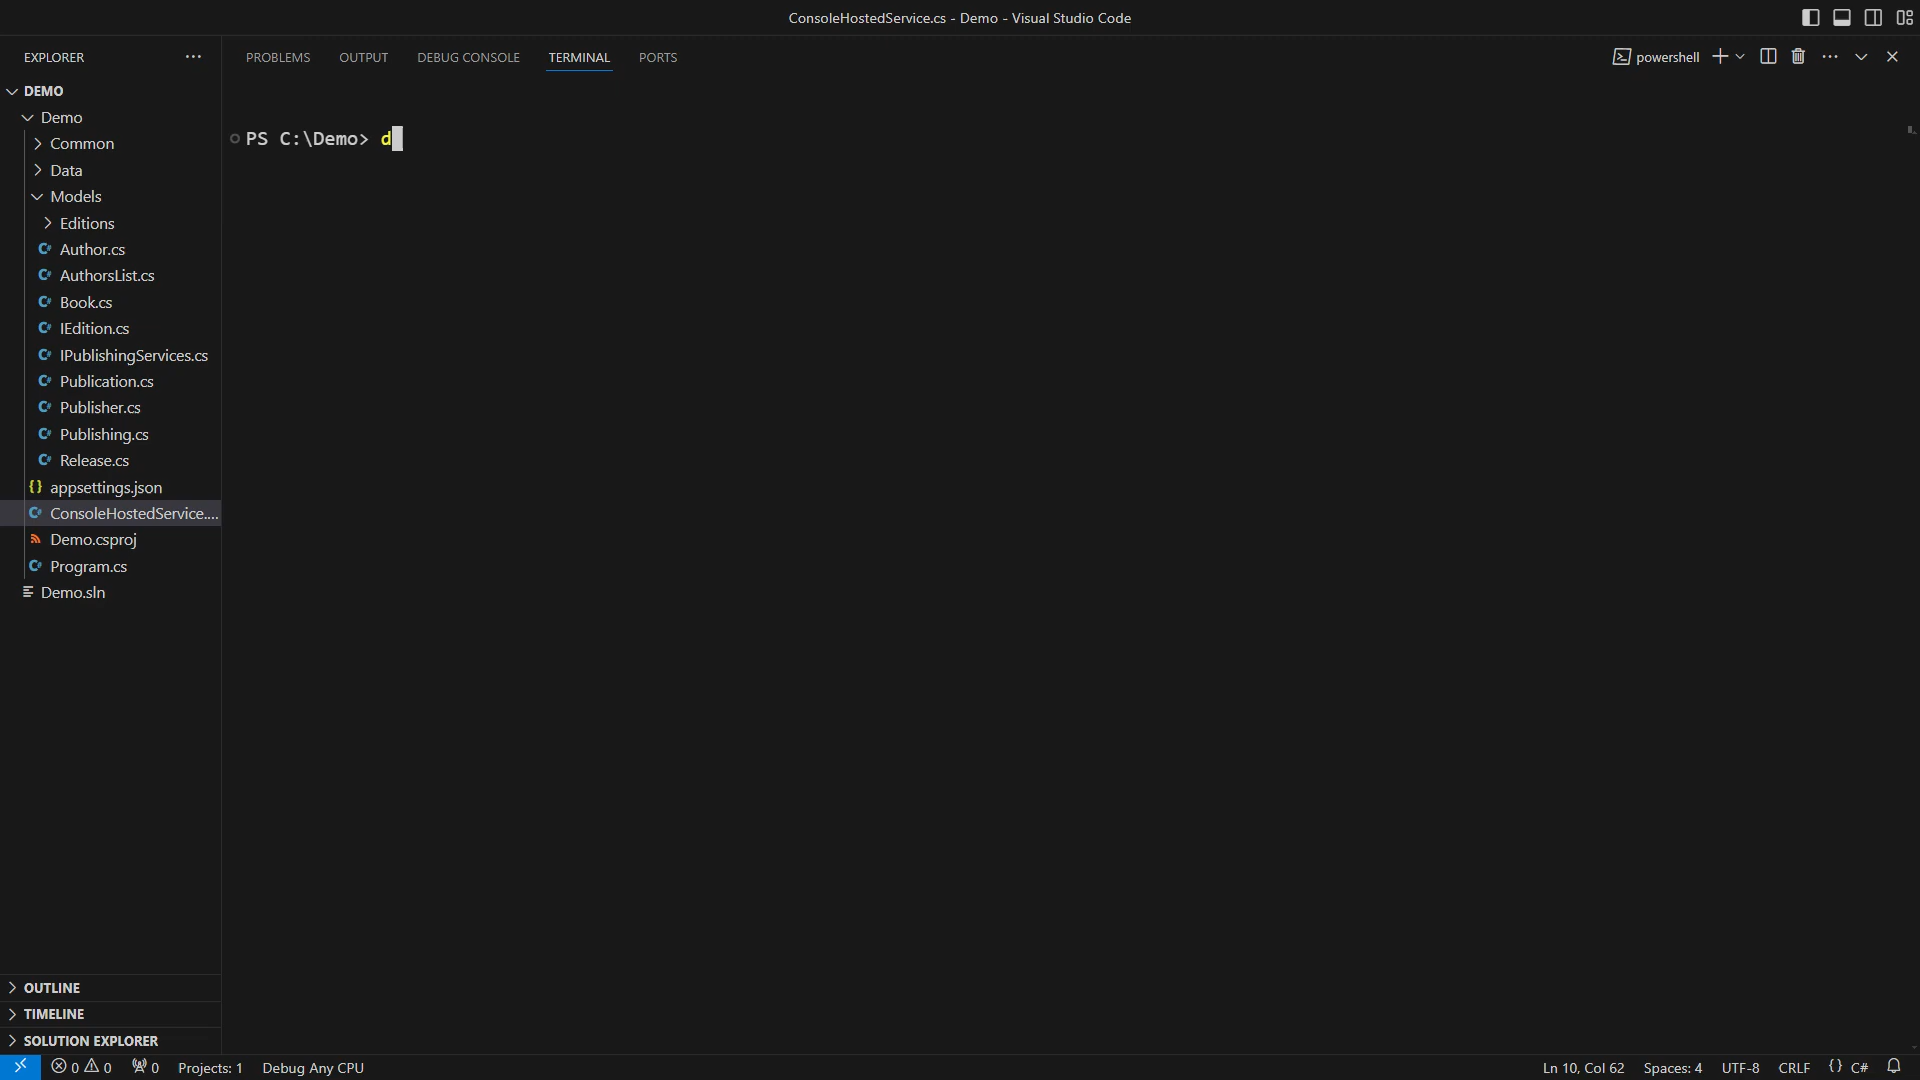 ConsoleHostedService.cs - Demo - Visual Studio Code
EXPLORER
DEMO
Demo
Common
Data
Models
Editions
Author.cs
AuthorsList.cs
Book.cs
IEdition.cs
IPublishingServices.cs
Publication.cs
Publisher.cs
Publishing.cs
Release.cs
appsettings.json
ConsoleHostedService....
Demo.csproj
Program.cs
Demo.sln
OUTLINE
TIMELINE
SOLUTION EXPLORER
PROBLEMS OUTPUT DEBUG CONSOLE TERMINAL PORTS
powershell
PS C:\Demo> d
0 0 0 Projects: 1 Debug Any CPU
Ln 10, Col 62 Spaces: 4 UTF-8 CRLF {} C#